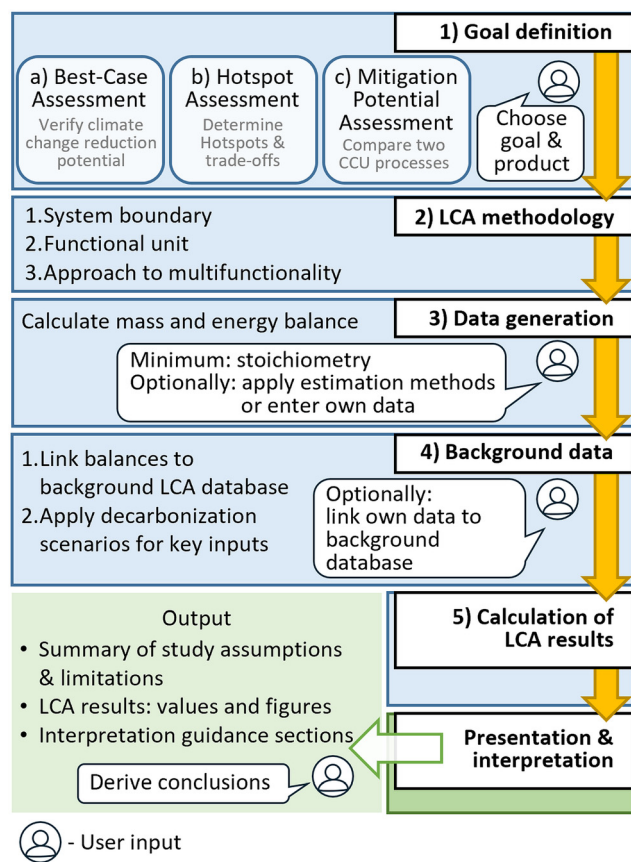 1) Goal definition
a) Best-Case
Assessment
Verify climate
change reduction
potential
b) Hotspot
Assessment
Determine
Hotspots &
trade-offs
c) Mitigation
Potential
Assessment
Compare two
CCU processes
Choose
goal &
product
2) LCA methodology
1.System boundary
2.Functional unit
3.Approach to multifunctionality
3) Data generation
Calculate mass and energy balance
Minimum: stoichiometry
Optionally: apply estimation methods
or enter own data
4) Background data
1.Link balances to
background LCA database
2.Apply decarbonization
scenarios for key inputs
Optionally:
link own data to
background
database
5) Calculation of
LCA results
Presentation &
interpretation
Output
• Summary of study assumptions
& limitations
• LCA results: values and figures
• Interpretation guidance sections
Derive conclusions
- User input